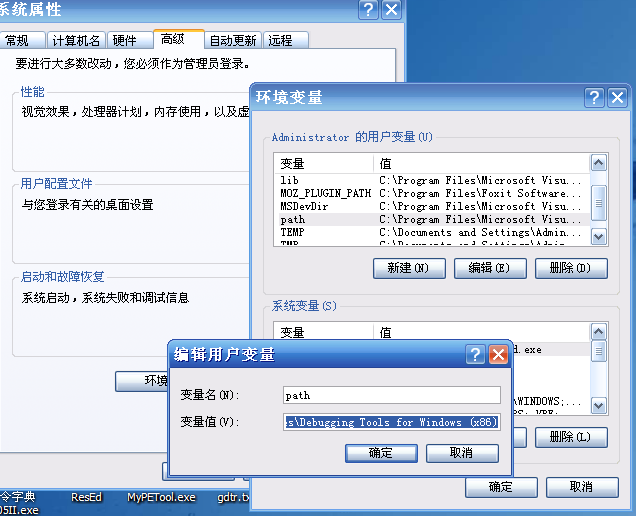 系统属性
常规 计算机名 硬件 高级 自动更新 远程
要进行大多数改动，您必须作为管理员登录。
性能
视觉效果，处理器计划，内存使用，以及虚
用户配置文件
与您登录有关的桌面设置
启动和故障恢复
系统启动，系统失败和调试信息
环境
环境变量
Administrator 的用户变量(U)
变量 值
lib C:\Program Files\Microsoft Visu...
MOZ_PLUGIN_PATH C:\Program Files\Foxit Software...
MSDevDir C:\Program Files\Microsoft Visu...
path C:\Program Files\Microsoft Visu...
TEMP C:\Documents and Settings\Admin...
TMP C:\Documents and Settings\Admin...
新建(N) 编辑(E) 删除(D)
系统变量(S)
变量 值
d.exe
\WINDOWS;...
删除(L)
确定 取消
编辑用户变量
变量名(N): path
变量值(V): s\Debugging Tools for Windows (x86)
确定 取消
令字典 ResEd MyPETool.exe gdtr.tx
05II.exe